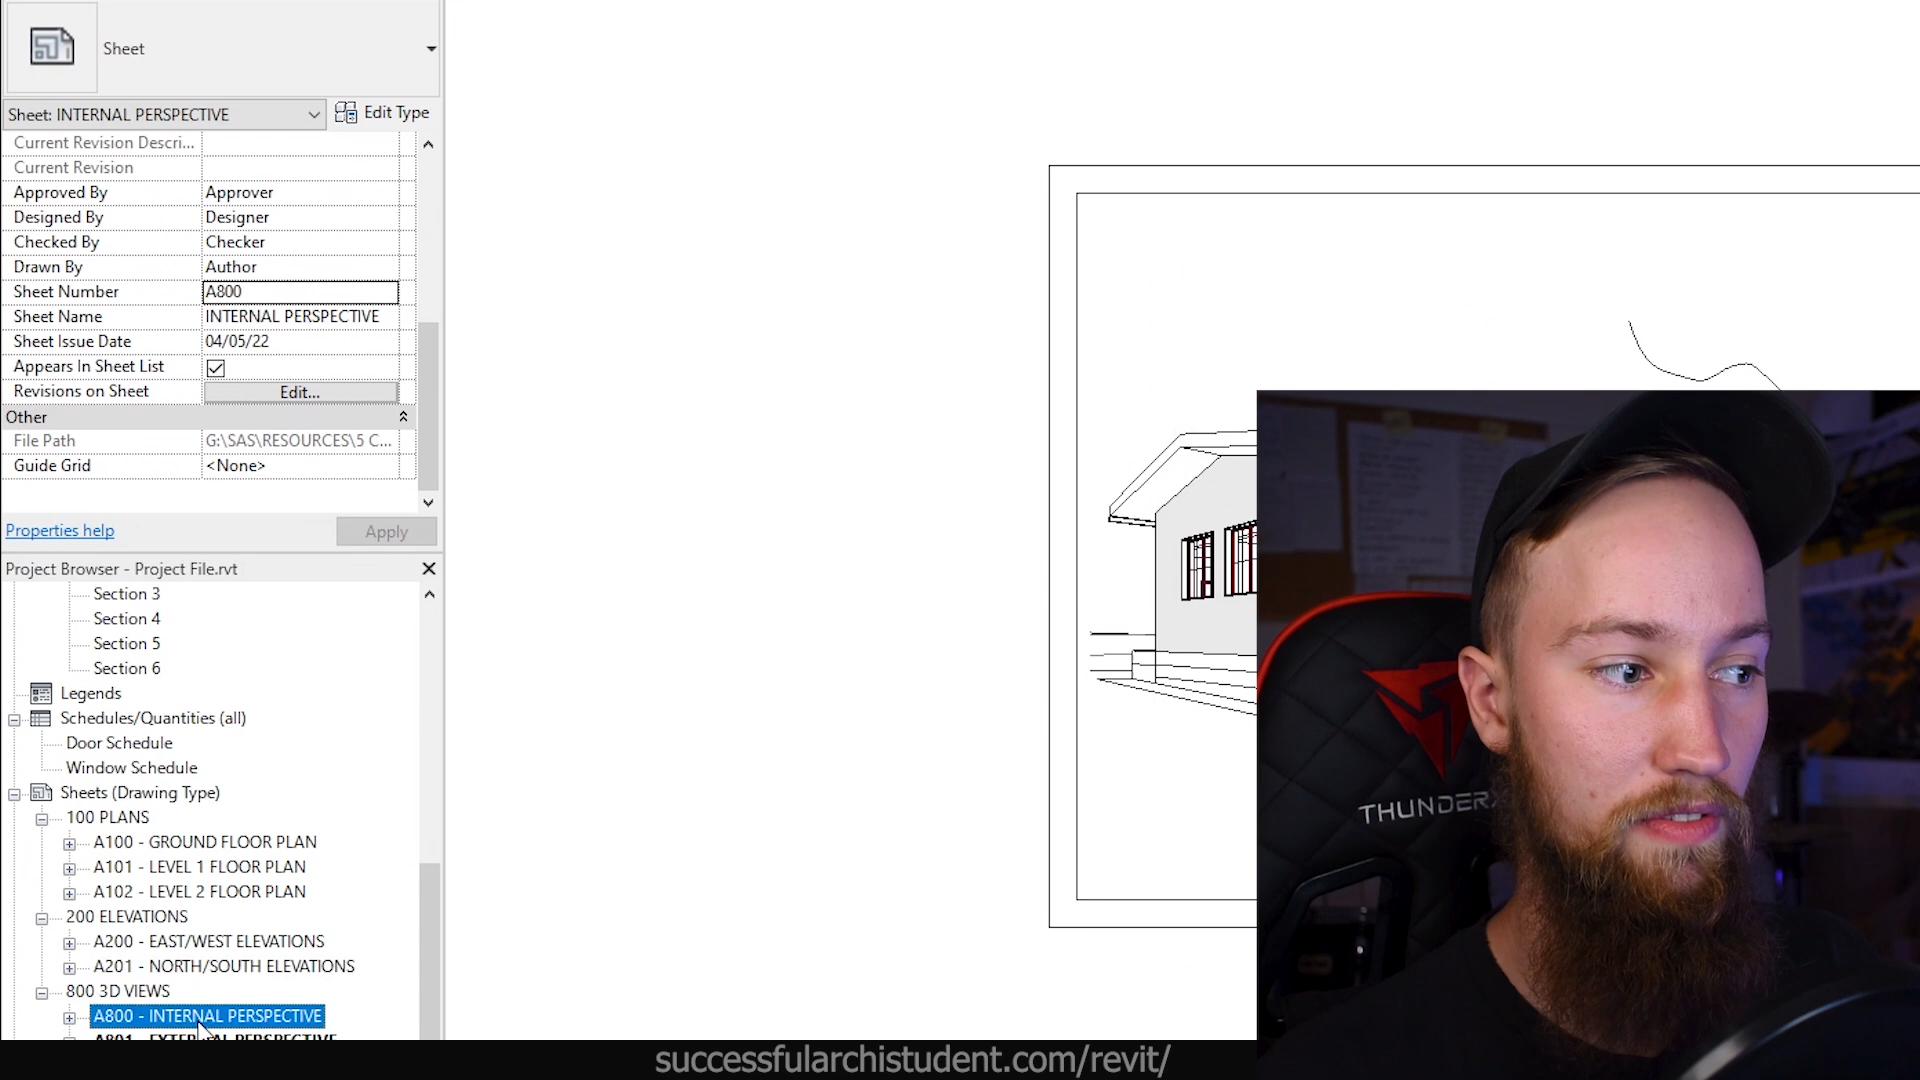 Sheet
Sheet: INTERNAL PERSPECTIVE
Edit Type
Current Revision Descri...
Current Revision
Approved By Approver
Designed By Designer
Checked By Checker
Drawn By Author
Sheet Number A800
Sheet Name INTERNAL PERSPECTIVE
Sheet Issue Date 04/05/22
Appears In Sheet List
Revisions on Sheet Edit...
Other
File Path G:\SAS\RESOURCES\5 C...
Guide Grid <None>
Properties help
Apply
Project Browser - Project File.rvt
Section 3
Section 4
Section 5
Section 6
Legends
Schedules/Quantities (all)
Door Schedule
Window Schedule
Sheets (Drawing Type)
100 PLANS
A100 - GROUND FLOOR PLAN
A101 - LEVEL 1 FLOOR PLAN
A102 - LEVEL 2 FLOOR PLAN
200 ELEVATIONS
A200 - EAST/WEST ELEVATIONS
A201 - NORTH/SOUTH ELEVATIONS
800 3D VIEWS
A800 - INTERNAL PERSPECTIVE
A801 - EXTERNAL PERSPECTIVE
THUNDERX
successfularchistudent.com/revit/